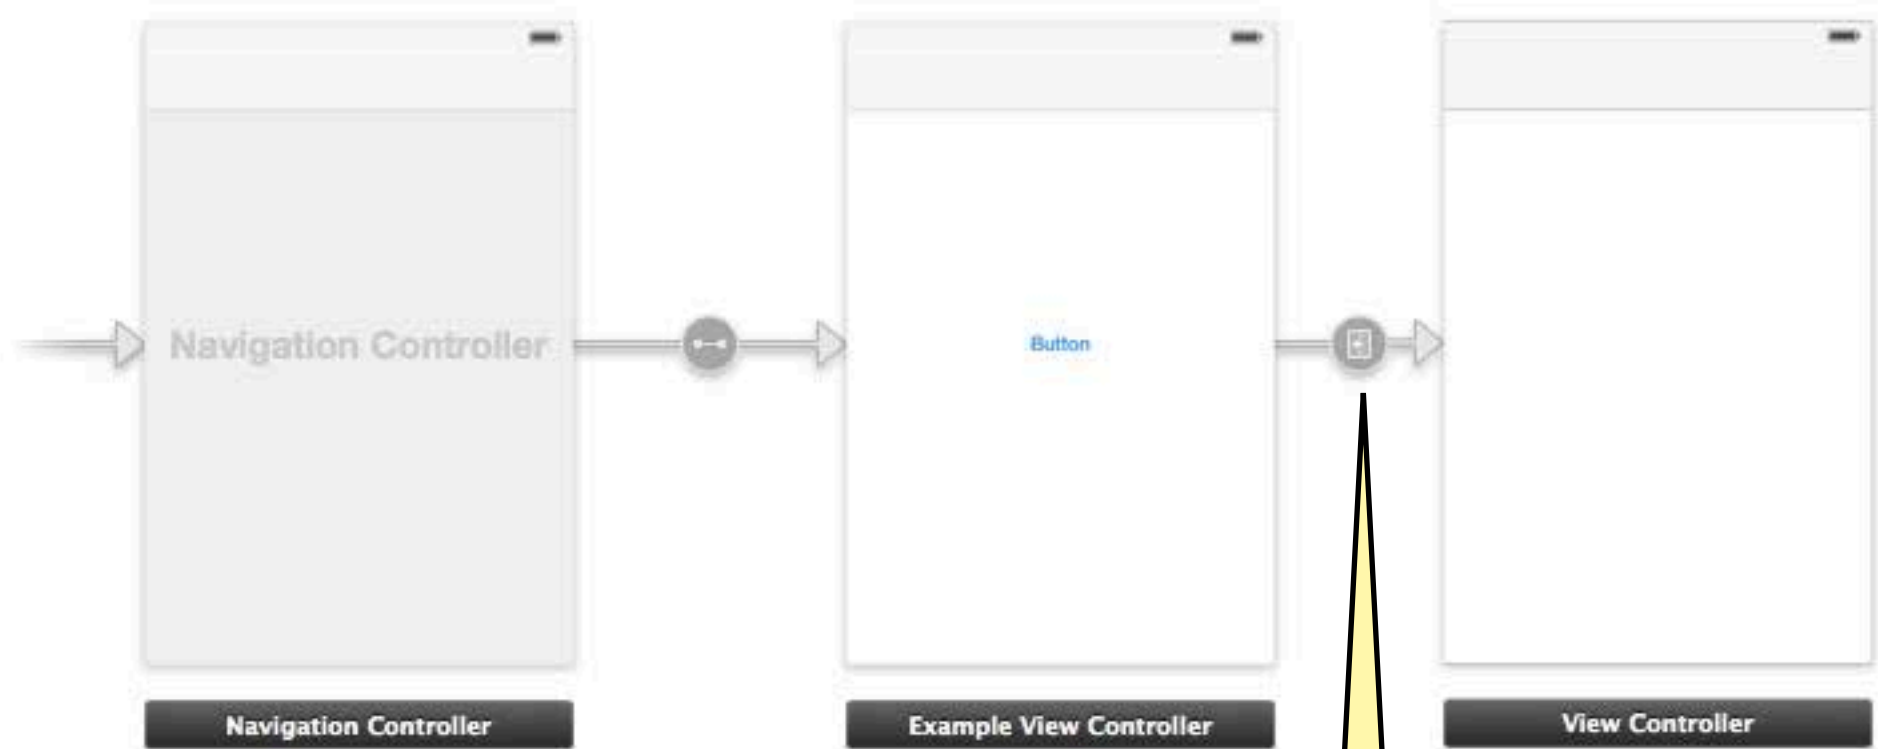 Navigation Controller
Button
Navigation Controller
Example View Controller
View Controller